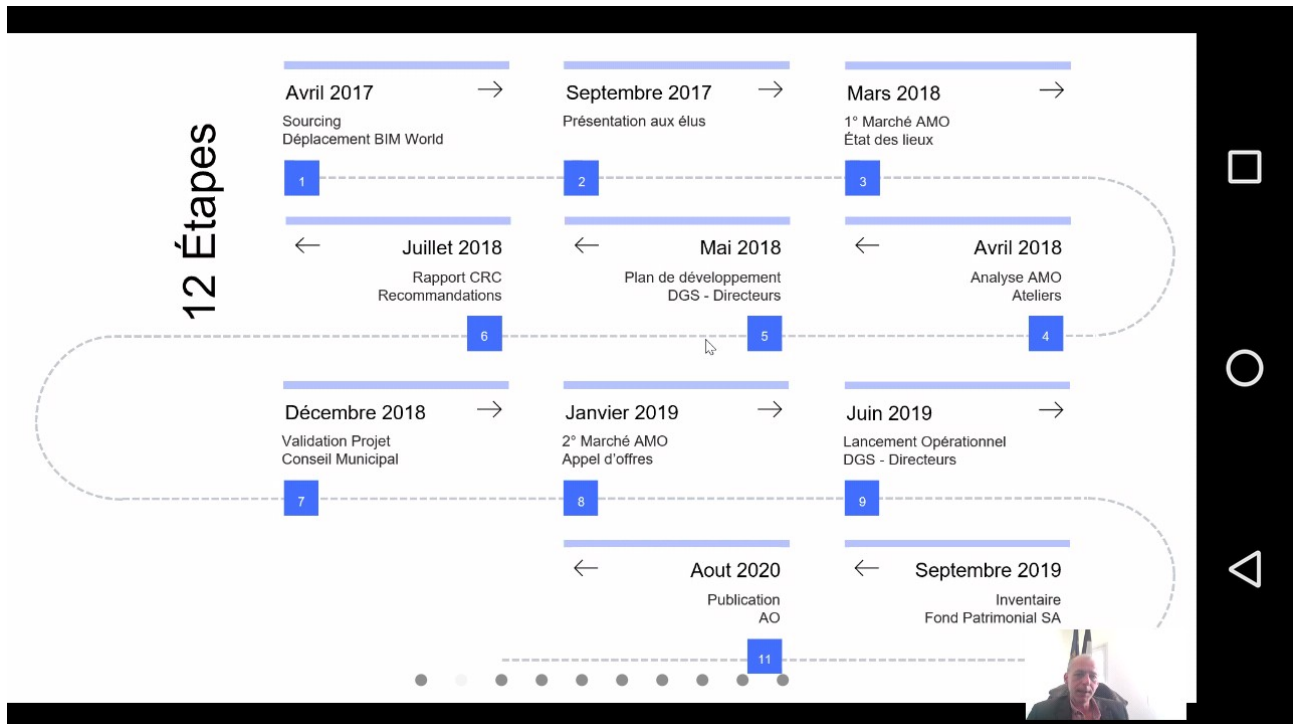 12 Étapes
Avril 2017
Sourcing
Déplacement BIM World
1
Septembre 2017
Présentation aux élus
2
Mars 2018
1° Marché AMO
État des lieux
3
Avril 2018
Analyse AMO
Ateliers
4
Mai 2018
Plan de développement
DGS - Directeurs
5
Juillet 2018
Rapport CRC
Recommandations
6
Décembre 2018
Validation Projet
Conseil Municipal
7
Janvier 2019
2° Marché AMO
Appel d'offres
8
Juin 2019
Lancement Opérationnel
DGS - Directeurs
9
Septembre 2019
Inventaire
Fond Patrimonial SA
Aout 2020
Publication
AO
11